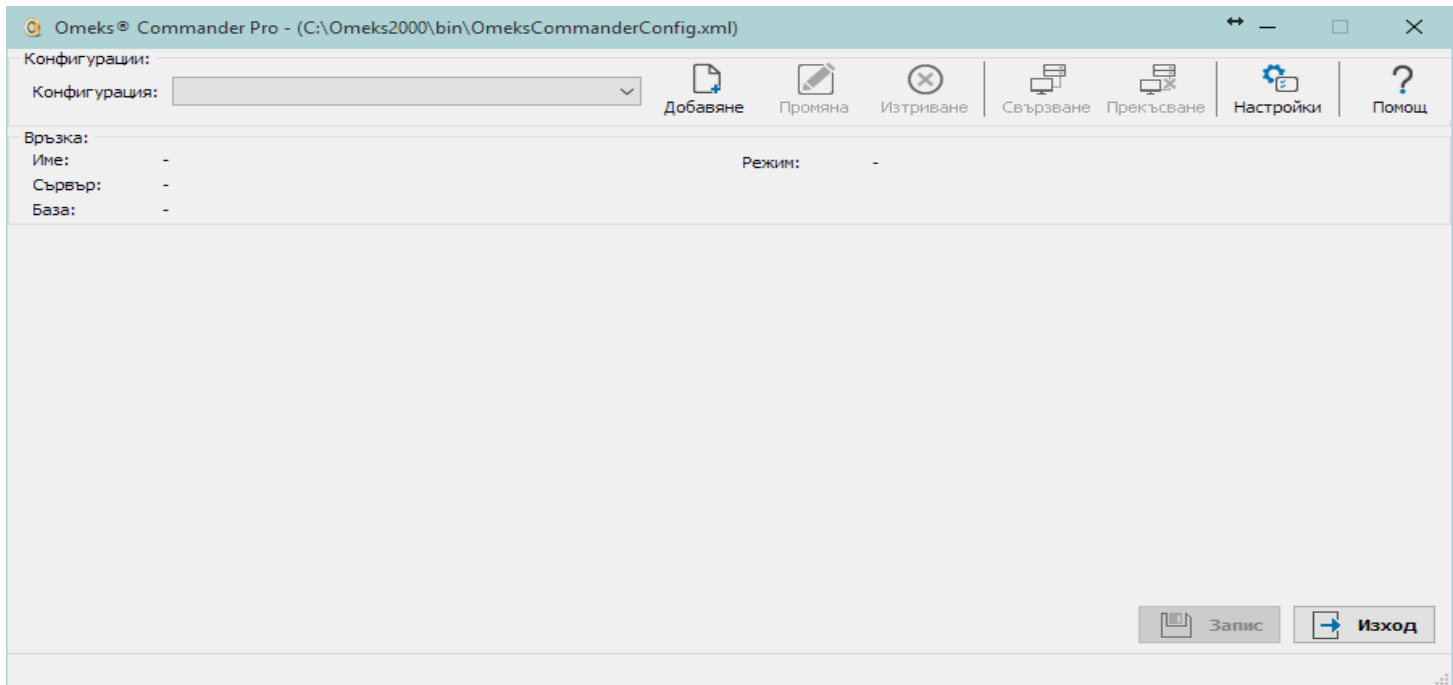 Omeks® Commander Pro - (C:\Omeks2000\bin\OmeksCommanderConfig.xml)
Конфигурации:
Конфигурация:
Добавяне Промяна Изтриване Свързване Прекъсване Настройки Помощ
Връзка:
Име: - Режим: -
Сървър: -
База: -
Запис Изход